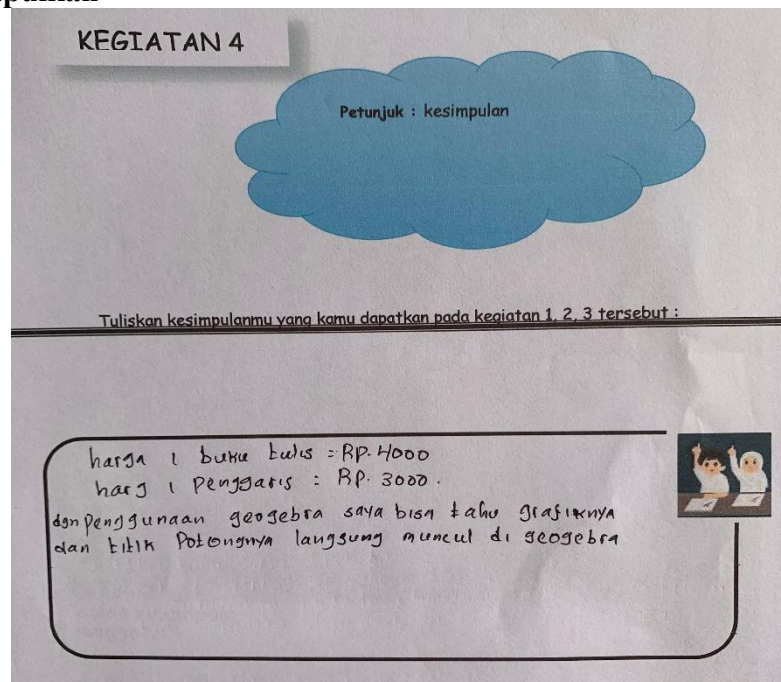 KEGIATAN 4
Petunjuk : kesimpulan
Tuliskan kesimpulanmu yang kamu dapatkan pada kegiatan 1, 2, 3 tersebut :
harga 1 buku tulis = RP. 4000
harg 1 Penggaris : RP. 3000.
dgn Penggunaan geogebra saya bisa tahu grafiknya
dan titik Potongnya langsung muncul di geogebra